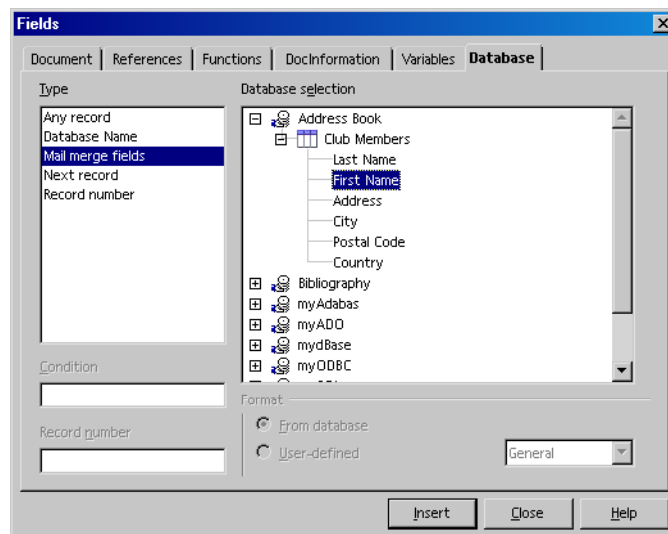 Fields
Document References Functions DocInformation Variables Database
Type
Any record
Database Name
Mail merge fields
Next record
Record number
Condition
Record number
Database selection
Address Book
Club Members
Last Name
First Name
Address
City
Postal Code
Country
Bibliography
myAdabas
myADO
mydBase
myODBC
Format
From database
User-defined
General
Insert Close Help